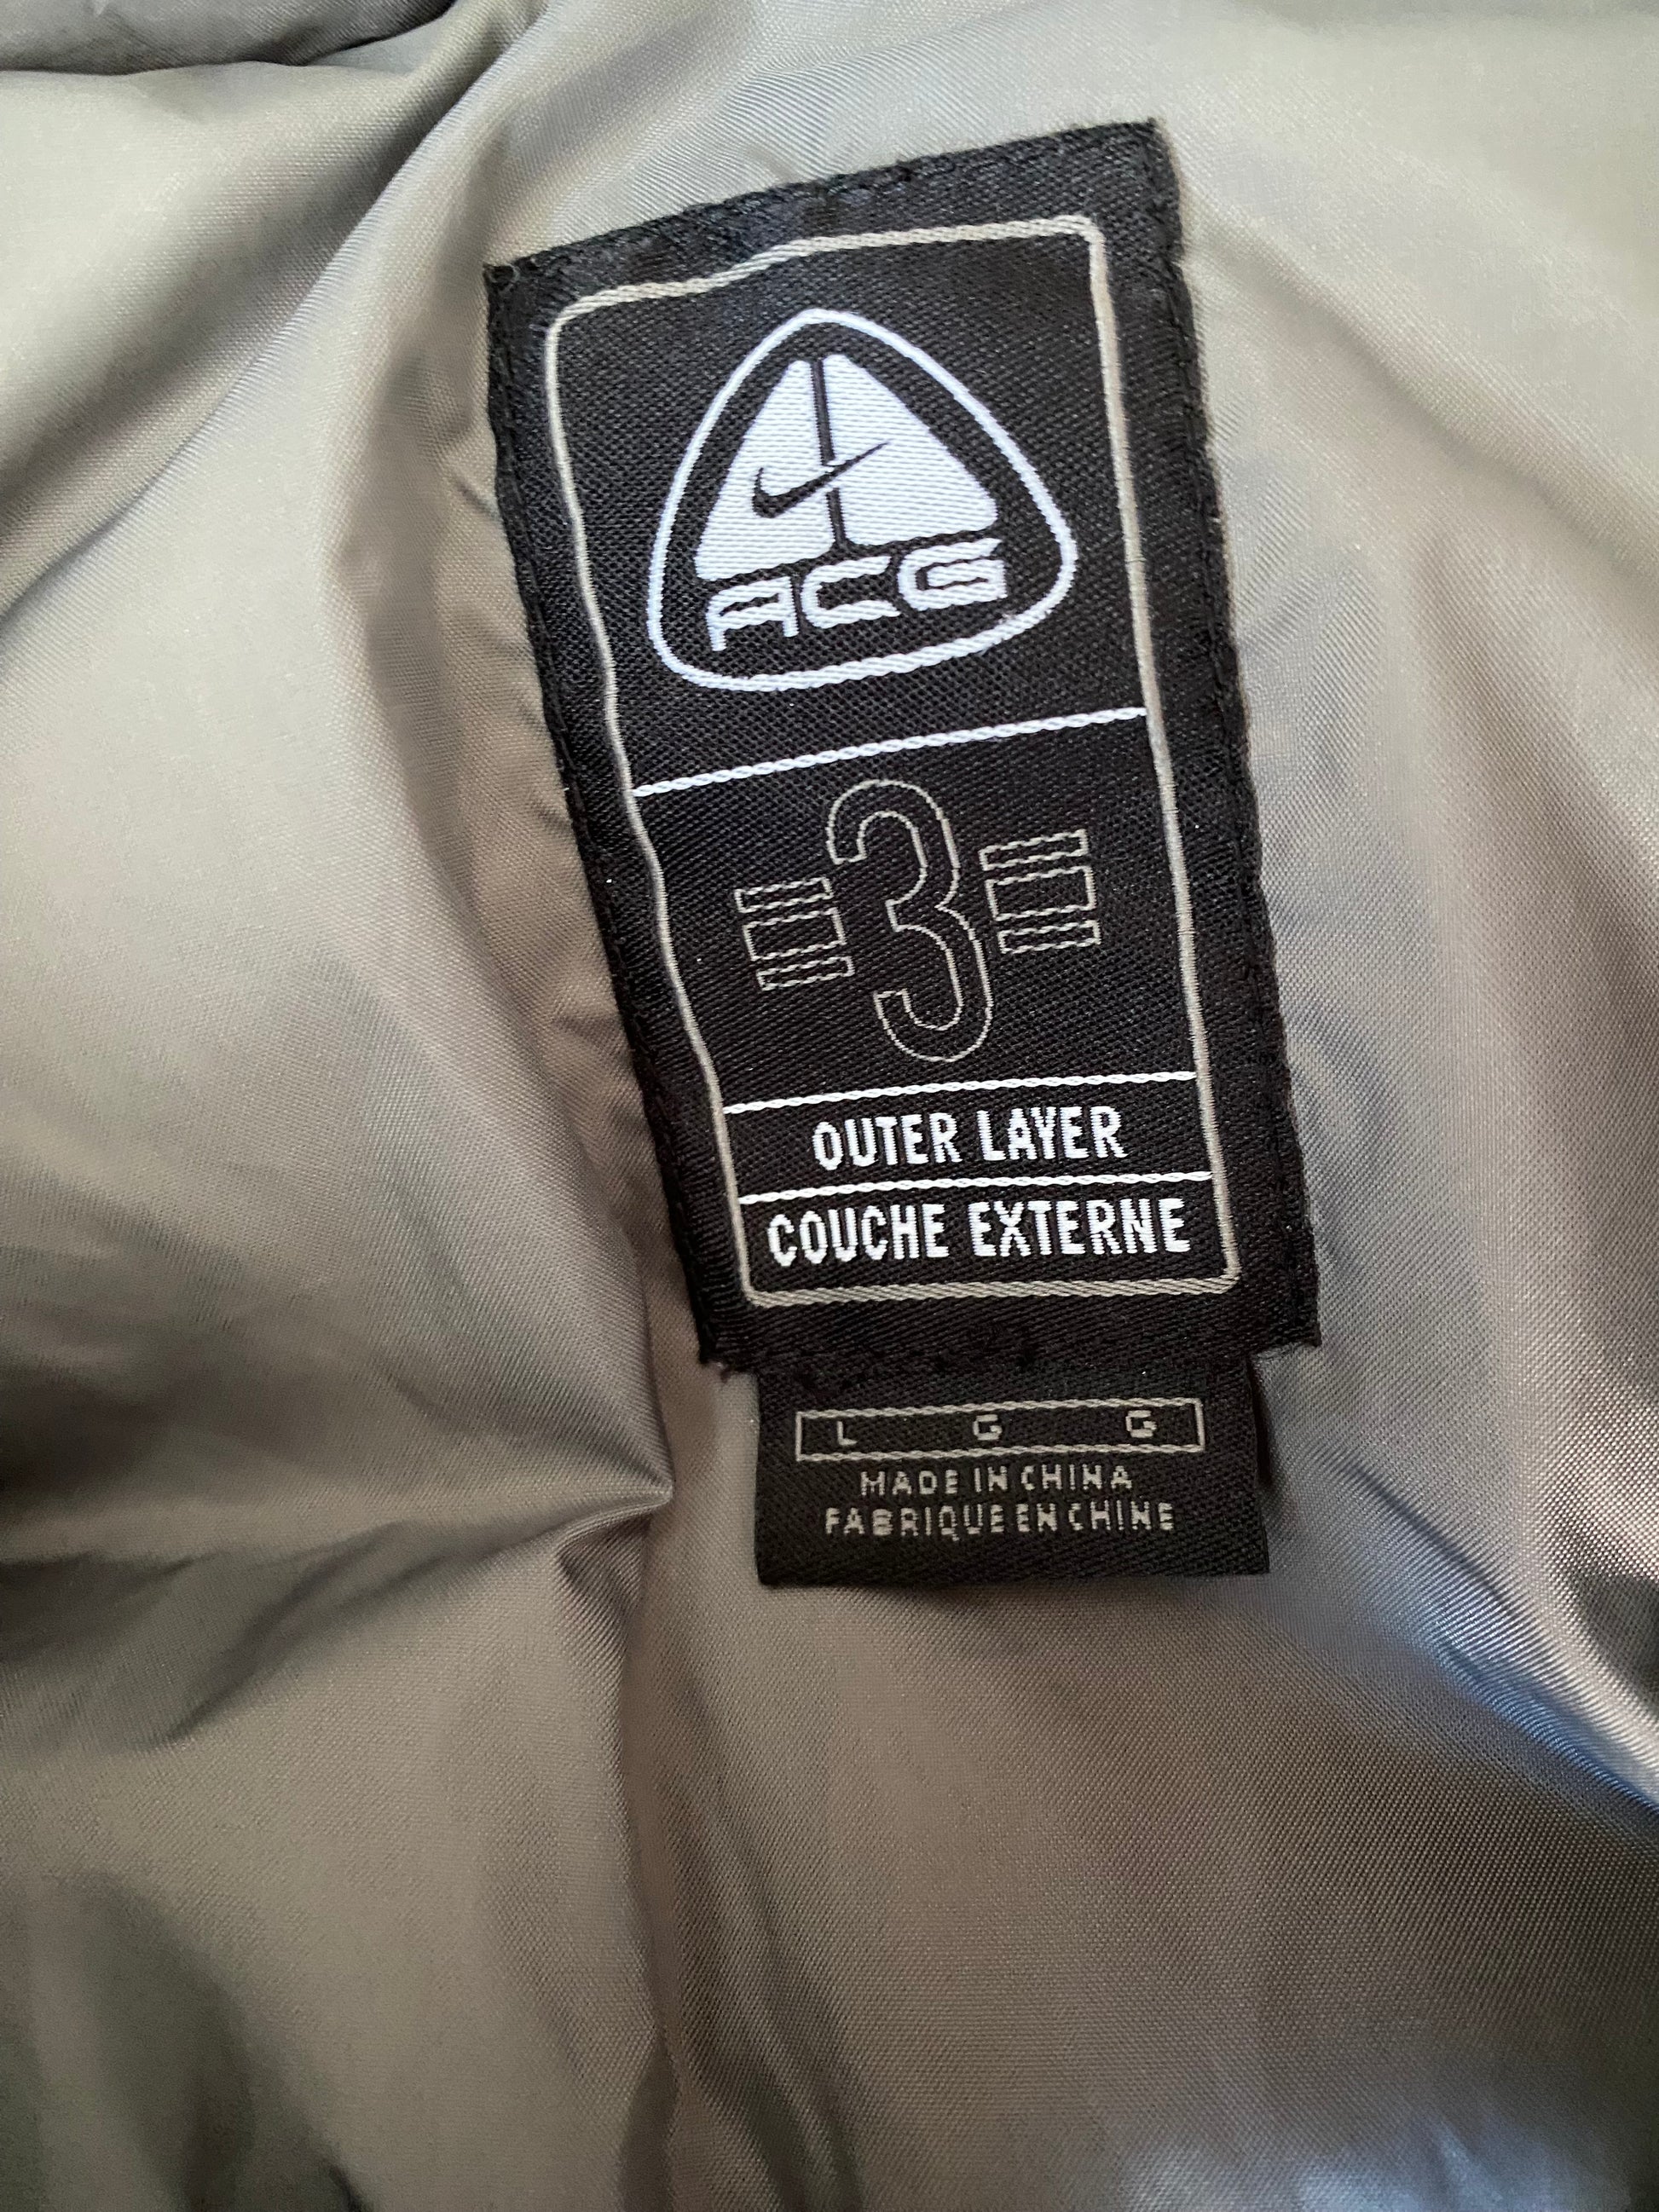 ACG
3
OUTER LAYER
COUCHE EXTERNE
L G G
MADE IN CHINA
FABRIQUE EN CHINE